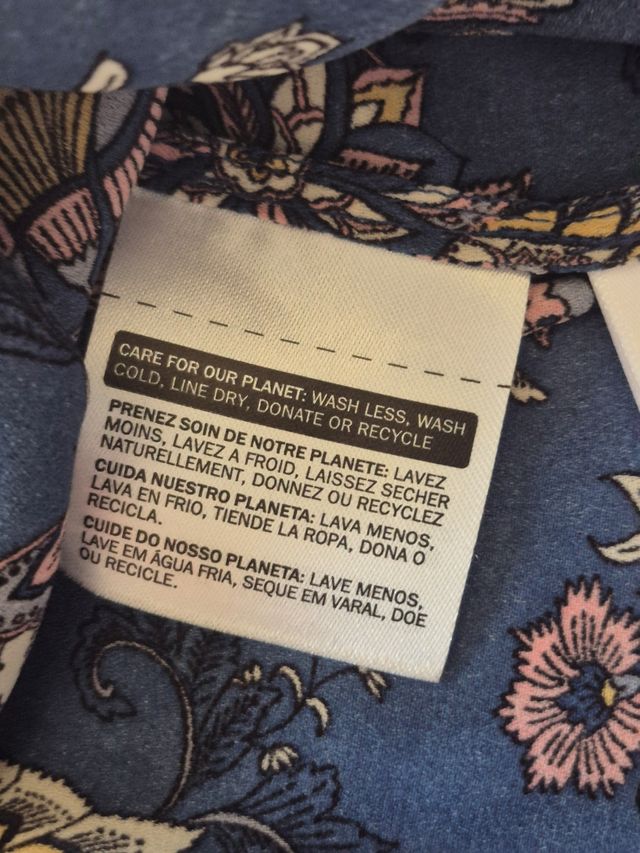 CARE FOR OUR PLANET: WASH LESS, WASH
COLD, LINE DRY, DONATE OR RECYCLE
PRENEZ SOIN DE NOTRE PLANETE: LAVEZ
MOINS, LAVEZ A FROID, LAISSEZ SECHER
NATURELLEMENT, DONNEZ OU RECYCLEZ
CUIDA NUESTRO PLANETA: LAVA MENOS,
LAVA EN FRIO, TIENDE LA ROPA, DONA O
RECICLA.
CUIDE DO NOSSO PLANETA: LAVE MENOS,
LAVE EM ÁGUA FRIA, SEQUE EM VARAL, DOE
OU RECICLE.